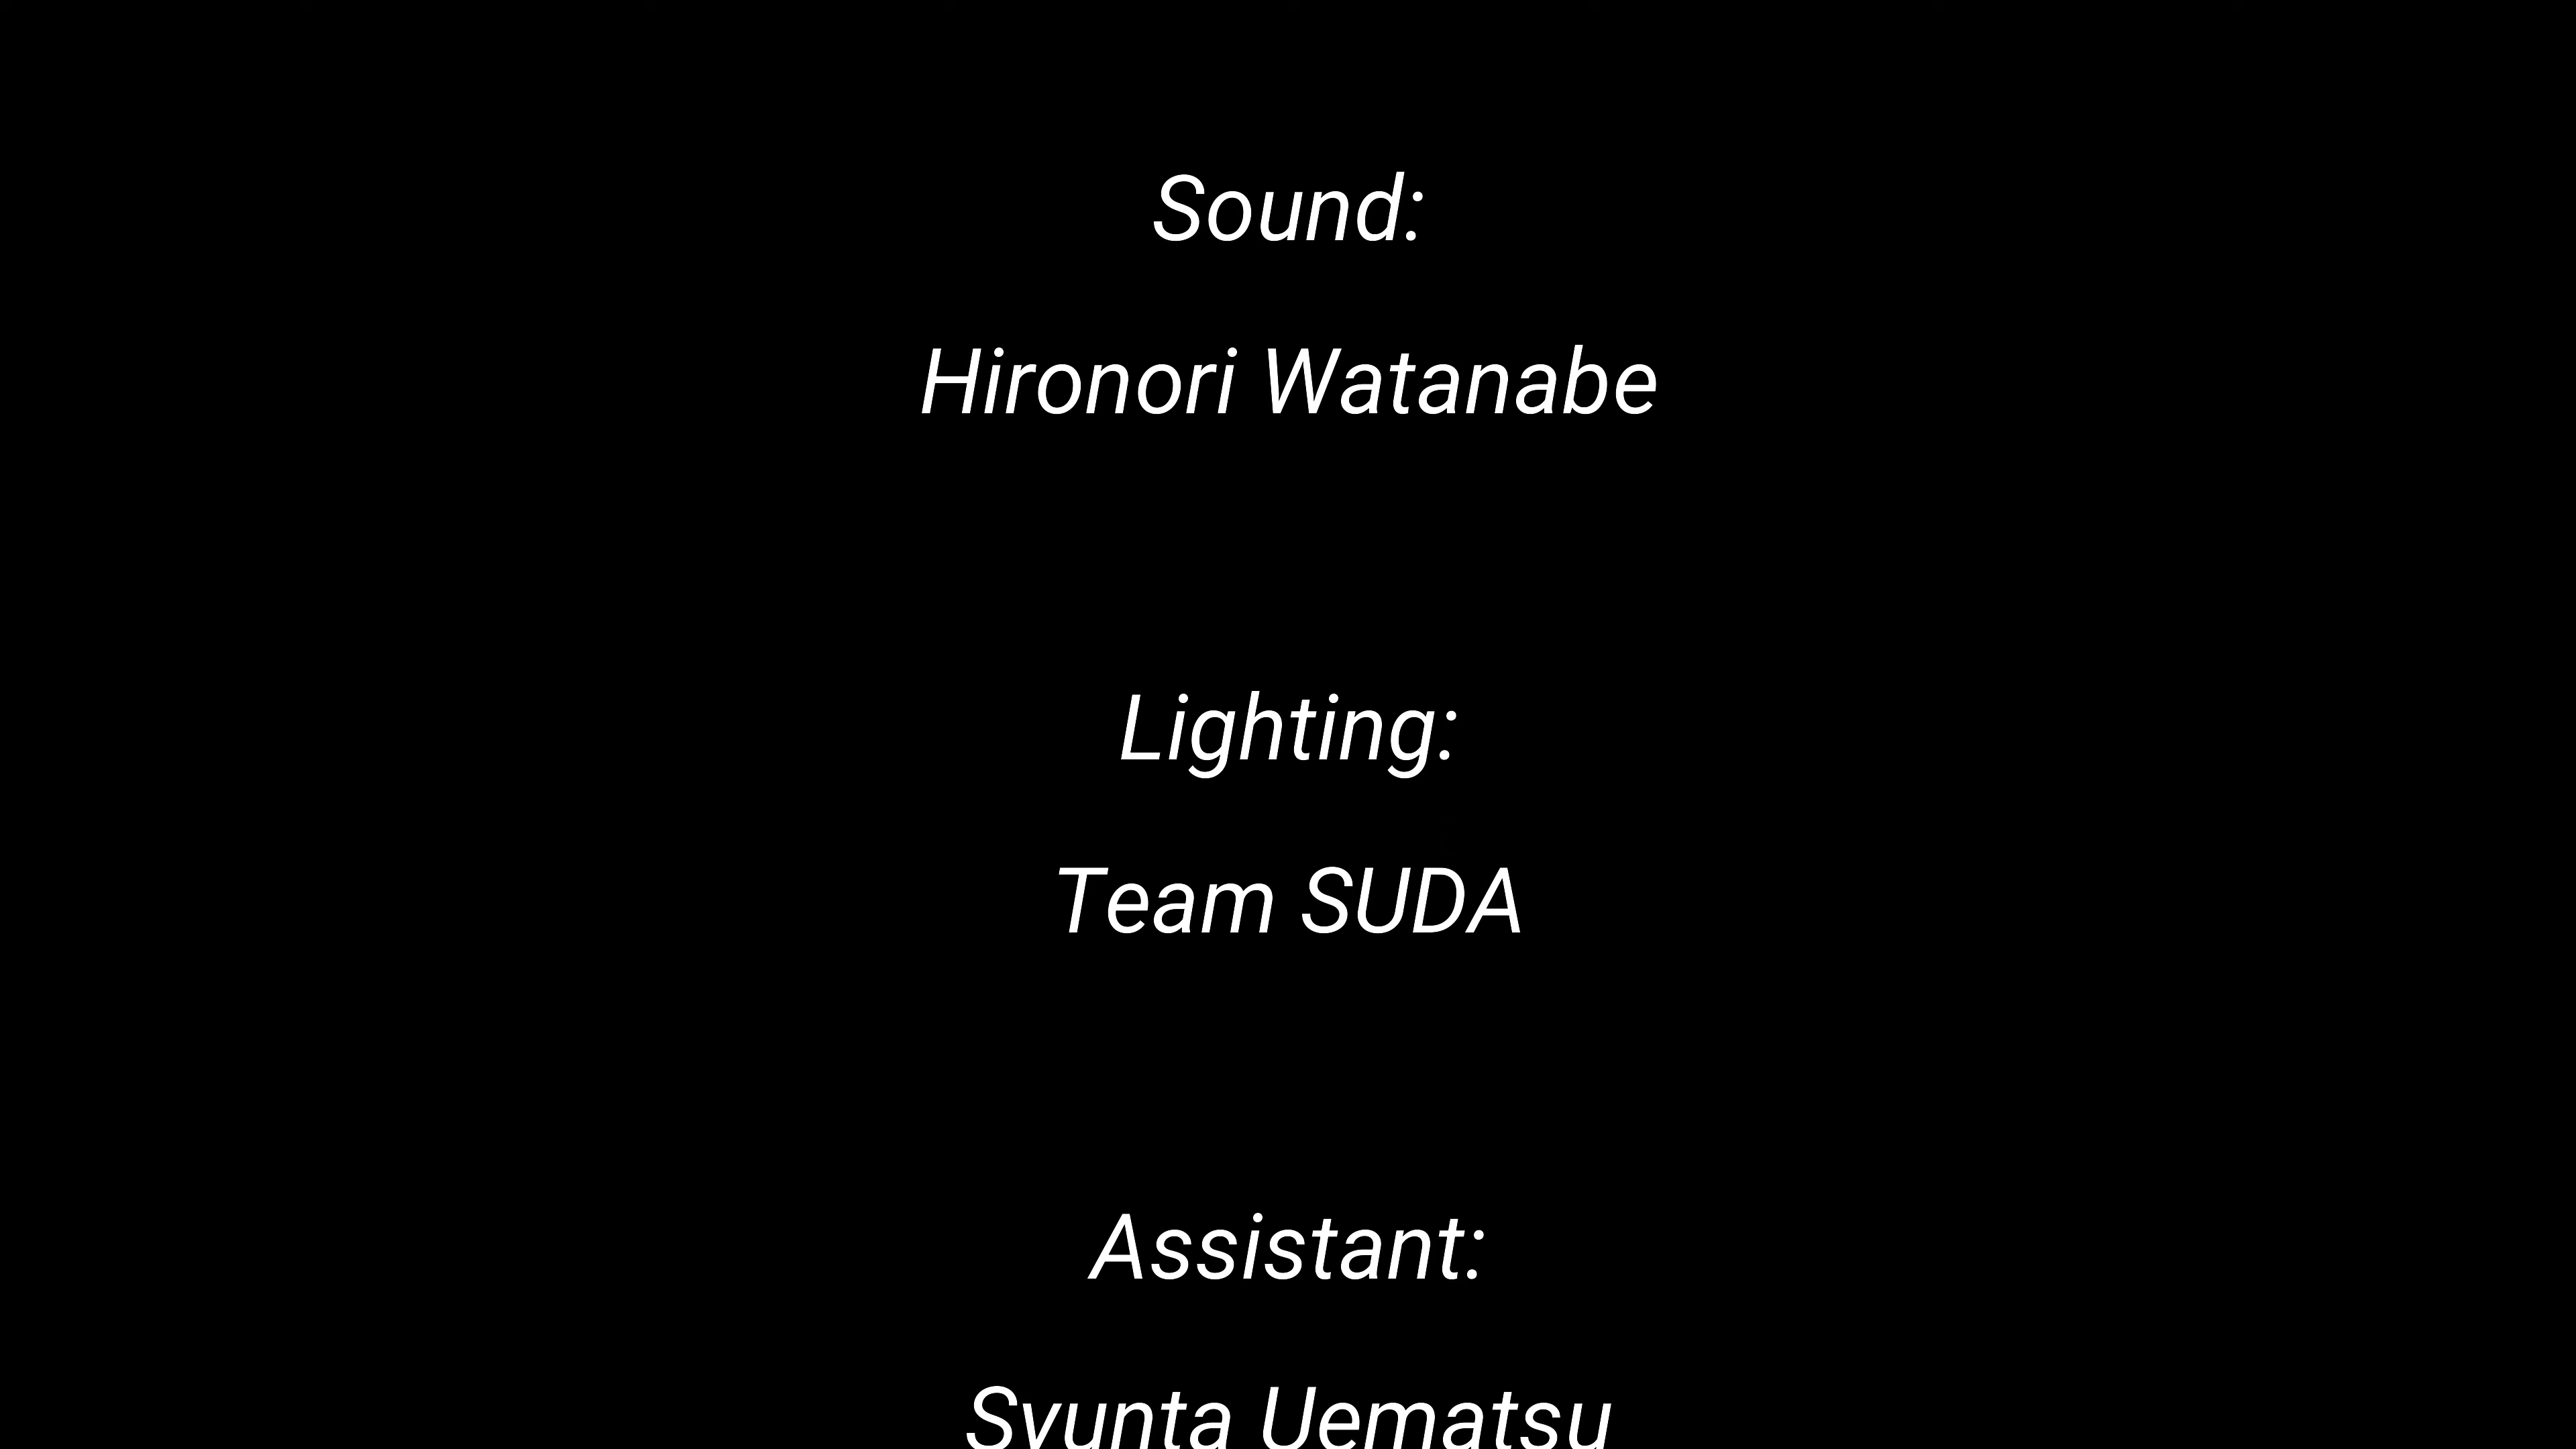 Sound:
Hironori Watanabe
Lighting:
Team SUDA
Assistant:
Syunta Uematsu